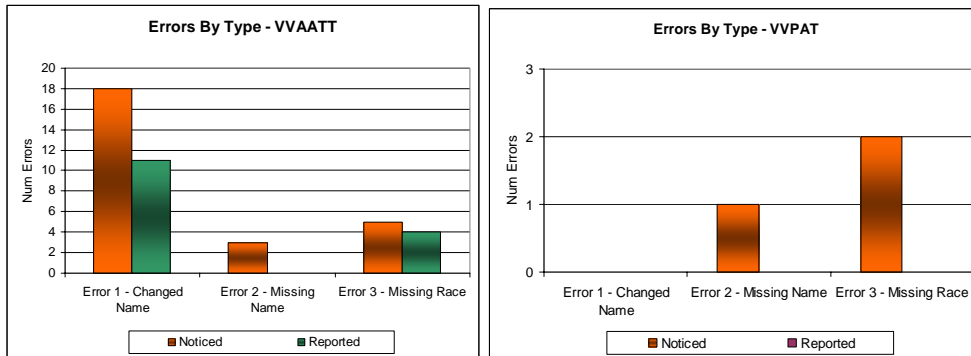 Errors By Type - VVAATT
20
18
16
14
12
10
8
6
4
2
0
Num Errors
Error 1 - Changed
Name
Error 2 - Missing
Name
Error 3 - Missing Race
Noticed
Reported
Errors By Type - VVPAT
3
2
1
0
Num Errors
Error 1 - Changed
Name
Error 2 - Missing Name
Error 3 - Missing Race
Noticed
Reported